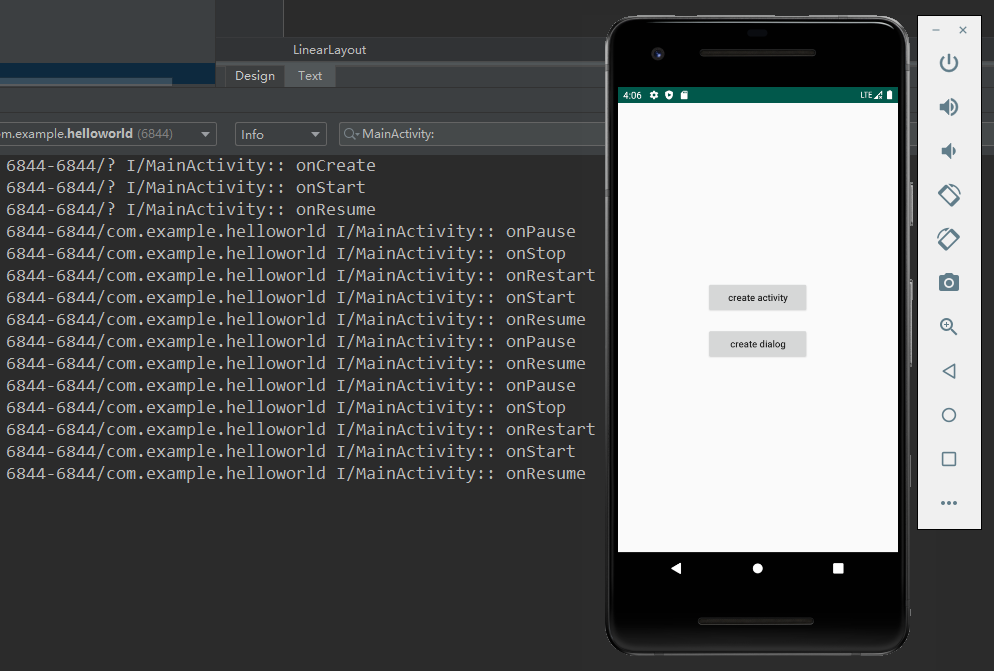 LinearLayout
Design Text
m.example.helloworld (6844) Info MainActivity:
6844-6844/? I/MainActivity:: onCreate
6844-6844/? I/MainActivity:: onStart
6844-6844/? I/MainActivity:: onResume
6844-6844/com.example.helloworld I/MainActivity:: onPause
6844-6844/com.example.helloworld I/MainActivity:: onStop
6844-6844/com.example.helloworld I/MainActivity:: onRestart
6844-6844/com.example.helloworld I/MainActivity:: onStart
6844-6844/com.example.helloworld I/MainActivity:: onResume
6844-6844/com.example.helloworld I/MainActivity:: onPause
6844-6844/com.example.helloworld I/MainActivity:: onResume
6844-6844/com.example.helloworld I/MainActivity:: onPause
6844-6844/com.example.helloworld I/MainActivity:: onStop
6844-6844/com.example.helloworld I/MainActivity:: onRestart
6844-6844/com.example.helloworld I/MainActivity:: onStart
6844-6844/com.example.helloworld I/MainActivity:: onResume
4:06 LTE
create activity
create dialog